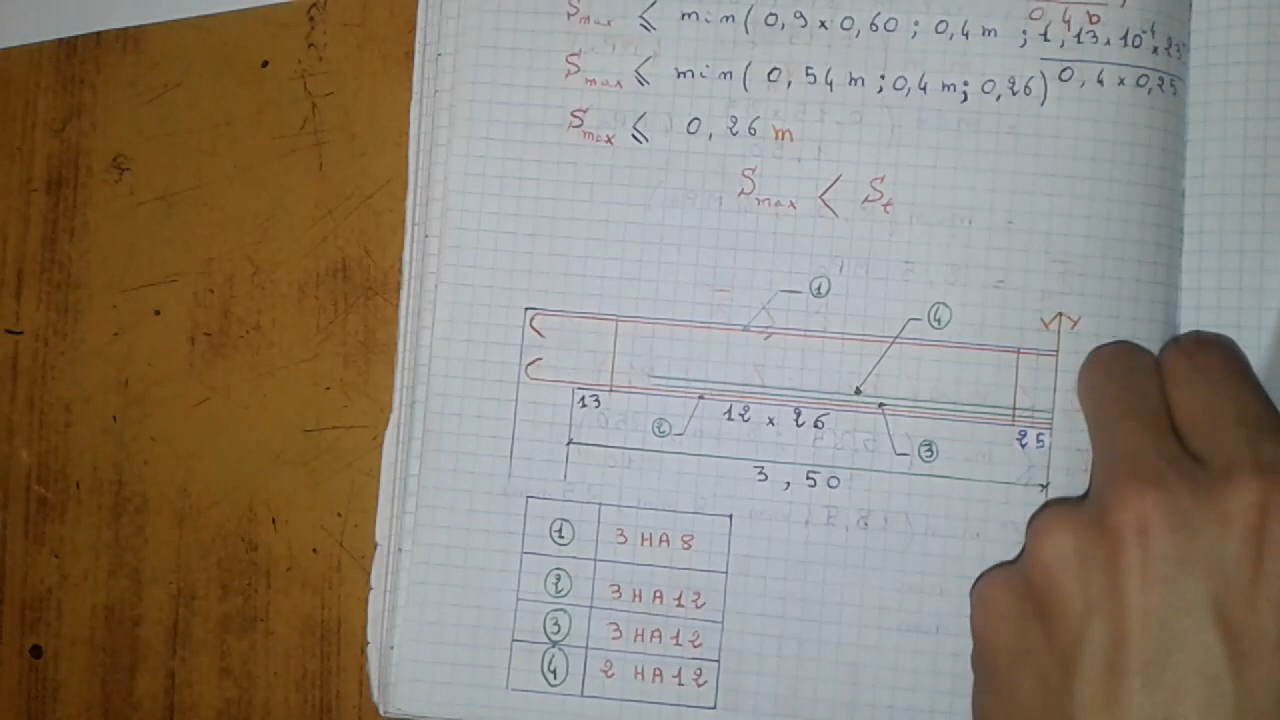 0,4 b
Smax ⩽ min( 0,9 x 0,60 ; 0,4 m ; 1,13 x 10⁻⁴ x 235
0,4 x 0,25
Smax ⩽ min( 0,54 m ; 0,4 m ; 0,26)
Smax ⩽ 0,26 m
Smax < St
1
4
13
12 x 26
2
3
25
3,50
1 3 HA 8
2 3 HA 12
3 3 HA 12
4 2 HA 12